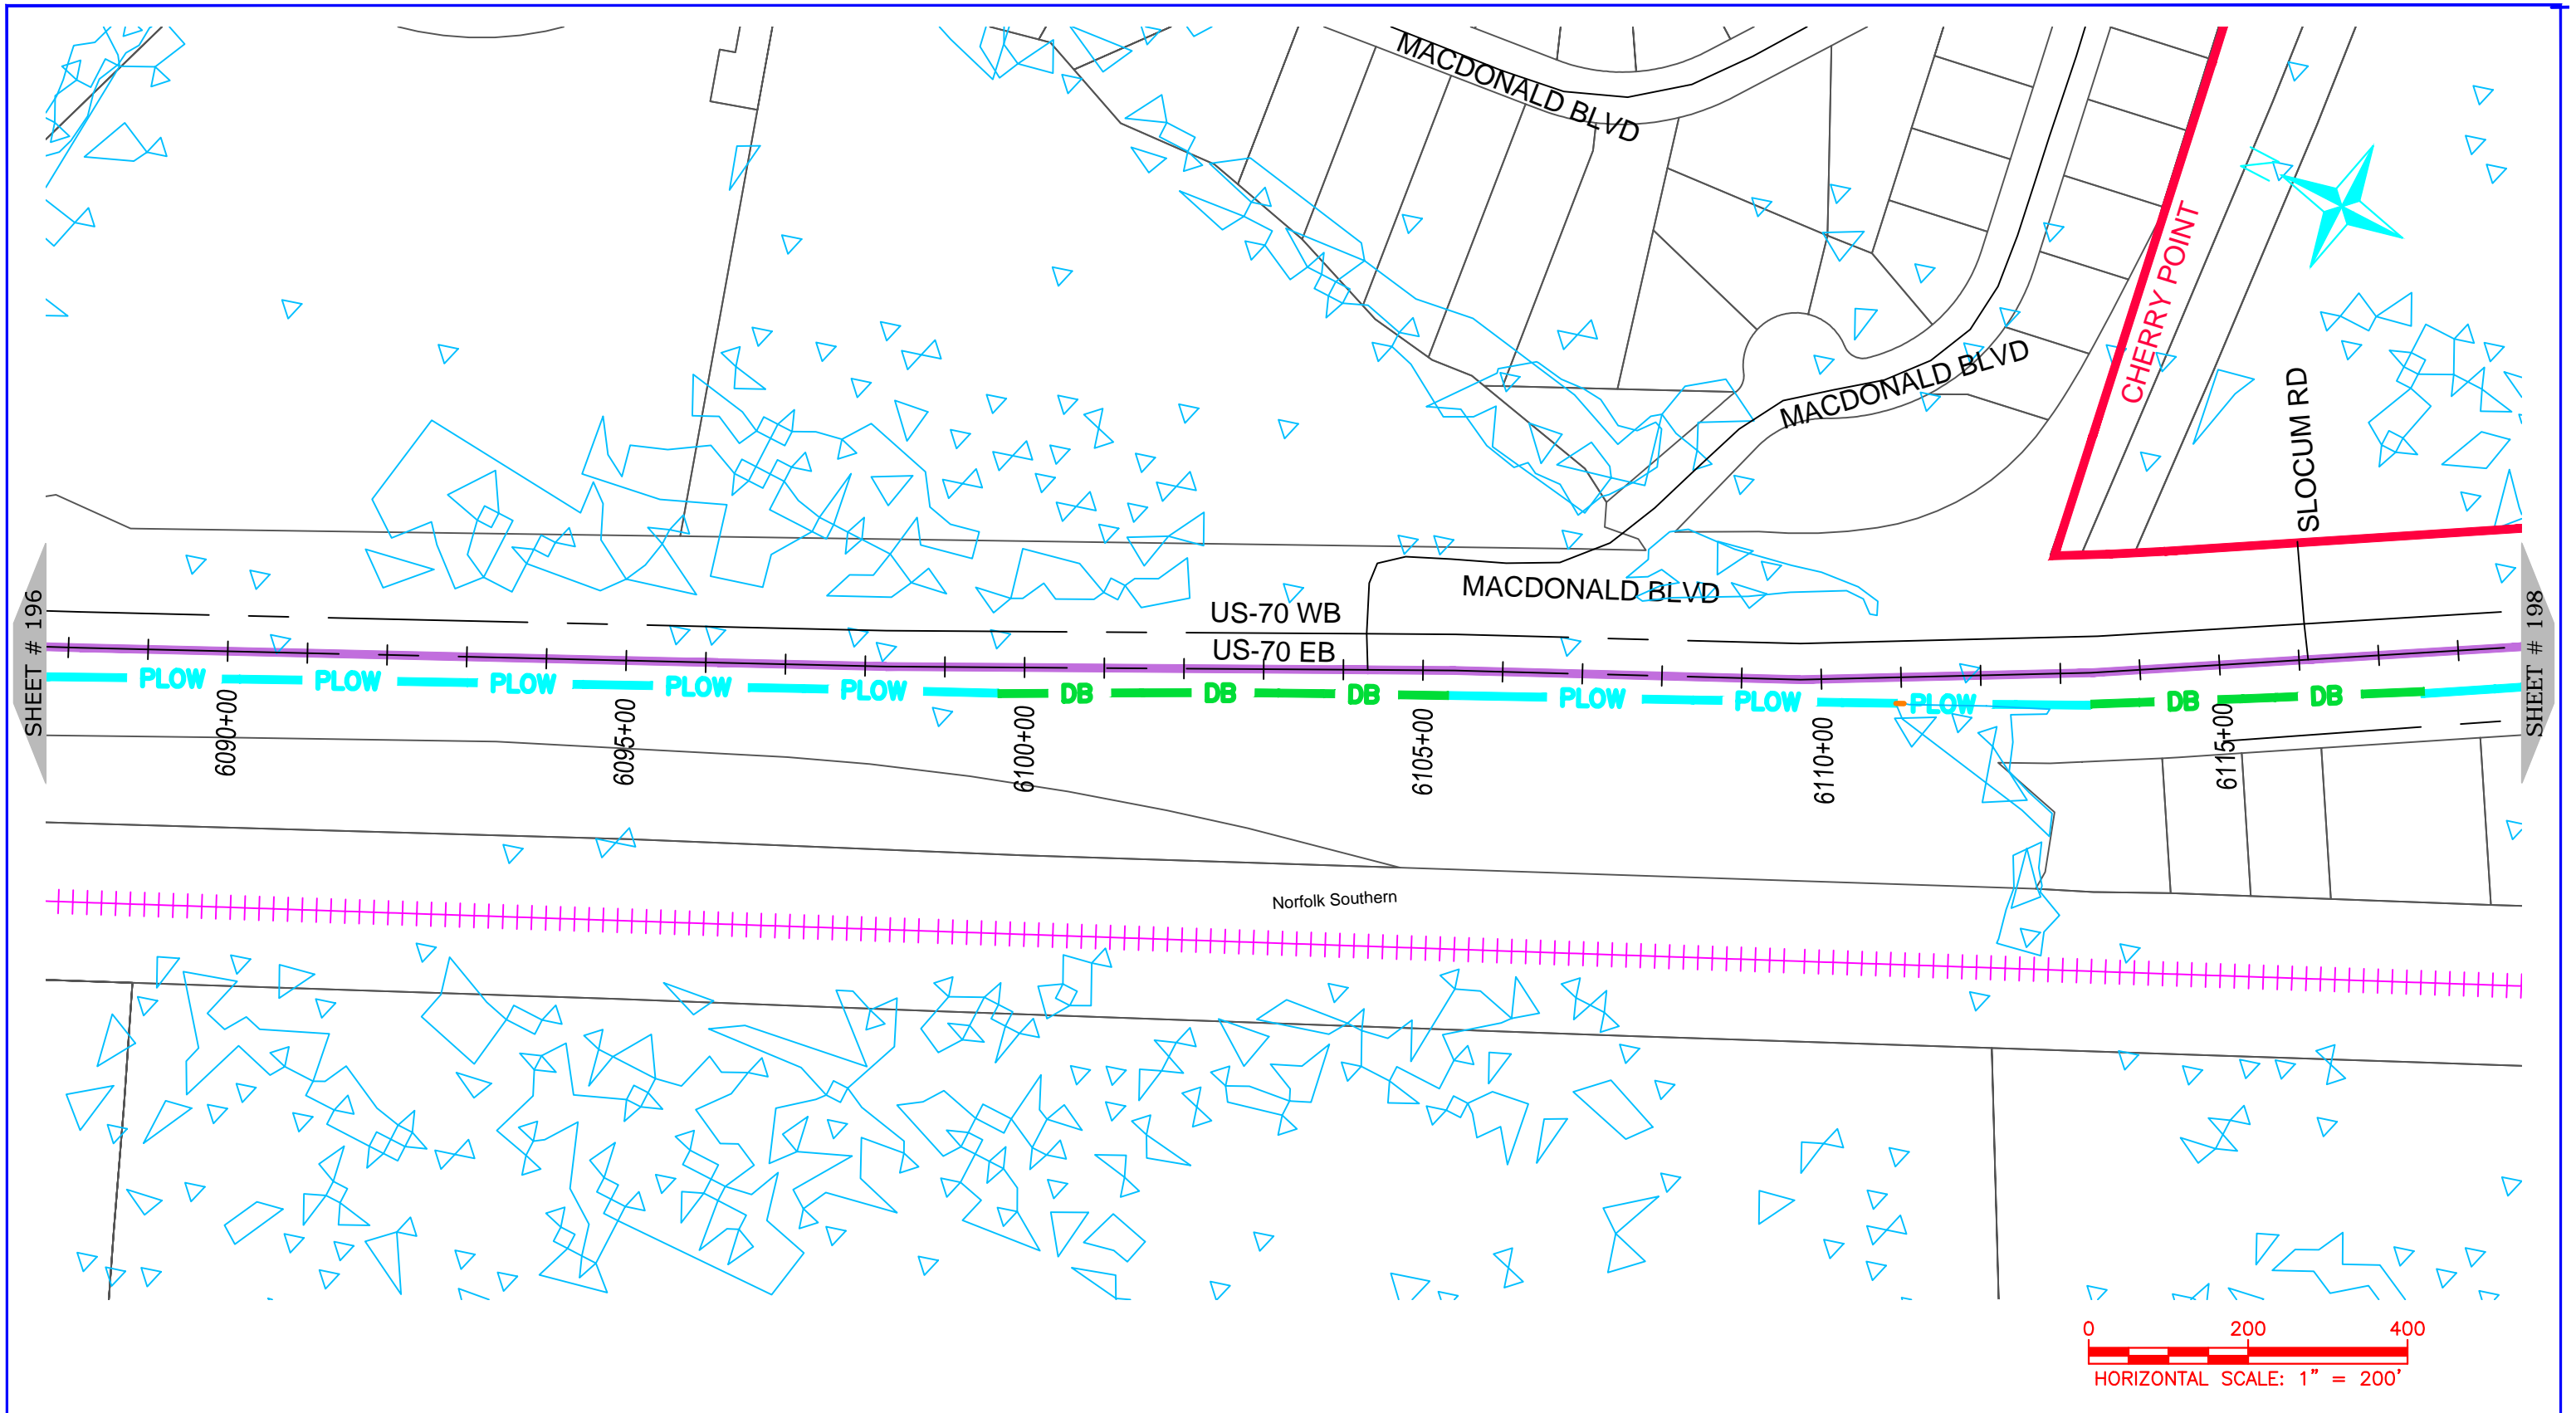 MACDONALD BLVD
CHERRY POINT
MACDONALD BLVD
SLOCUM RD
MACDONALD BLVD
US-70 WB
US-70 EB
SHEET # 196
SHEET # 198
PLOW PLOW PLOW PLOW PLOW DB DB DB PLOW PLOW PLOW DB DB
6090+00 6095+00 6100+00 6105+00 6110+00 6115+00
Norfolk Southern
0 200 400
HORIZONTAL SCALE: 1" = 200'